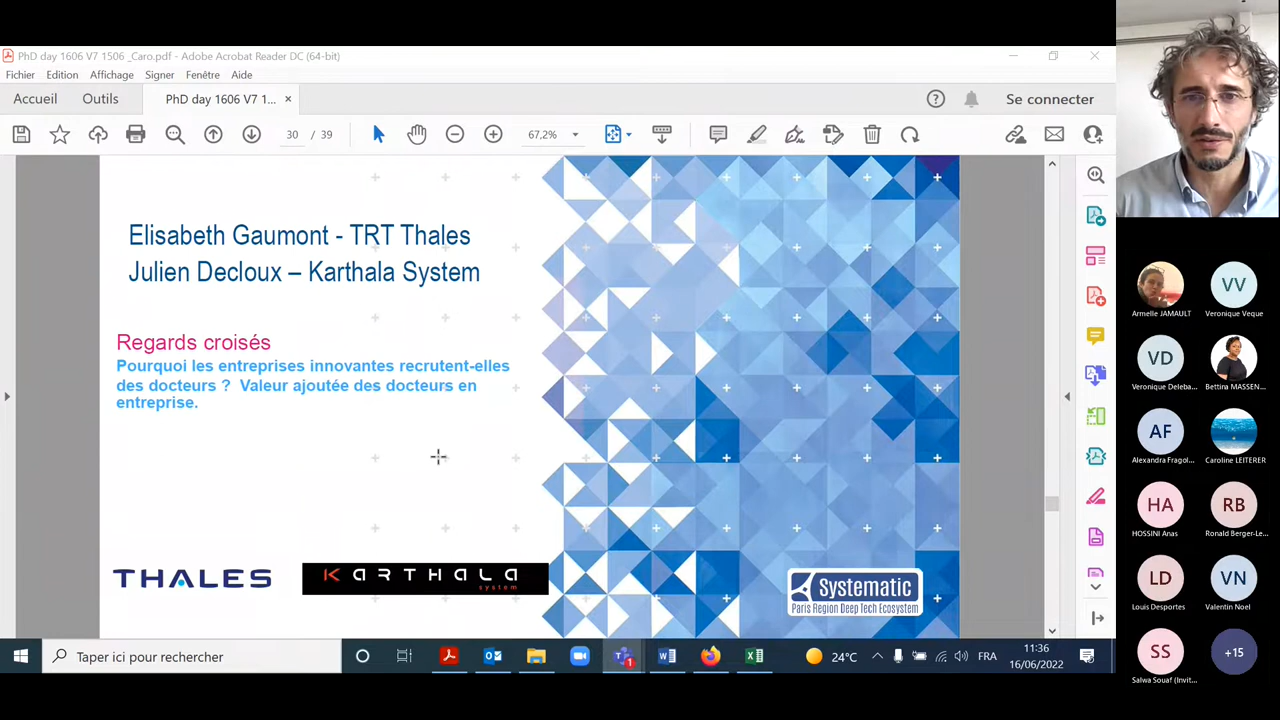 PhD day 1606 V7 1506 _Caro.pdf - Adobe Acrobat Reader DC (64-bit)
Fichier Edition Affichage Signer Fenêtre Aide
Accueil Outils PhD day 1606 V7 1... × Se connecter
30 / 39 67,2%
Elisabeth Gaumont - TRT Thales
Julien Decloux – Karthala System
Regards croisés
Pourquoi les entreprises innovantes recrutent-elles
des docteurs ? Valeur ajoutée des docteurs en
entreprise.
THALES
KARTHALA
system
Systematic
Paris Region Deep Tech Ecosystem
Armelle JAMAULT
VV
Veronique Veque
VD
Veronique Deleba...
Bettina MASSEN...
AF
Alexandra Fragol...
Caroline LEITERER
HA
HOSSINI Anas
RB
Ronald Berger-Le...
LD
Louis Desportes
VN
Valentin Noel
SS
Salwa Souaf (Invit...
+15
Taper ici pour rechercher
24°C
FRA
11:36
16/06/2022